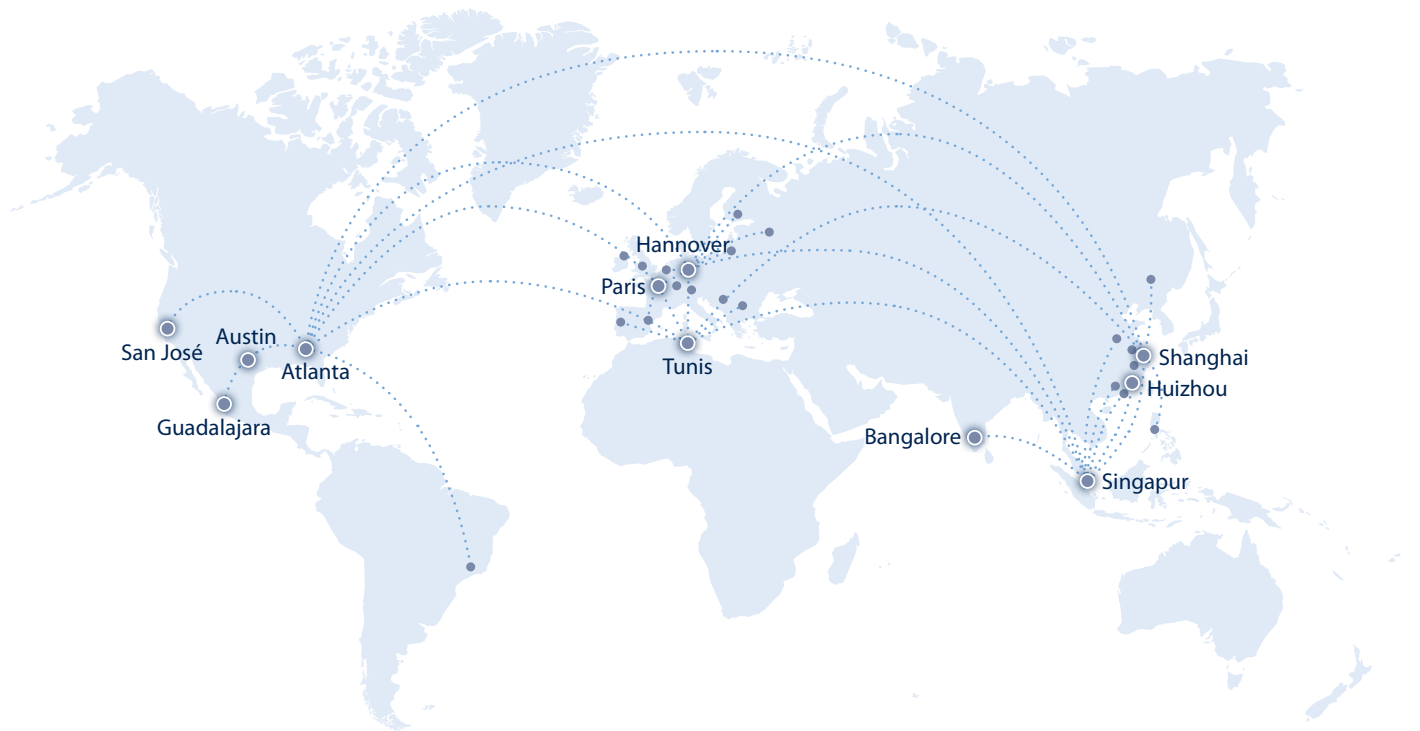 Hannover
Paris
Austin
San José
Atlanta
Tunis
Shanghai
Huizhou
Guadalajara
Bangalore
Singapur